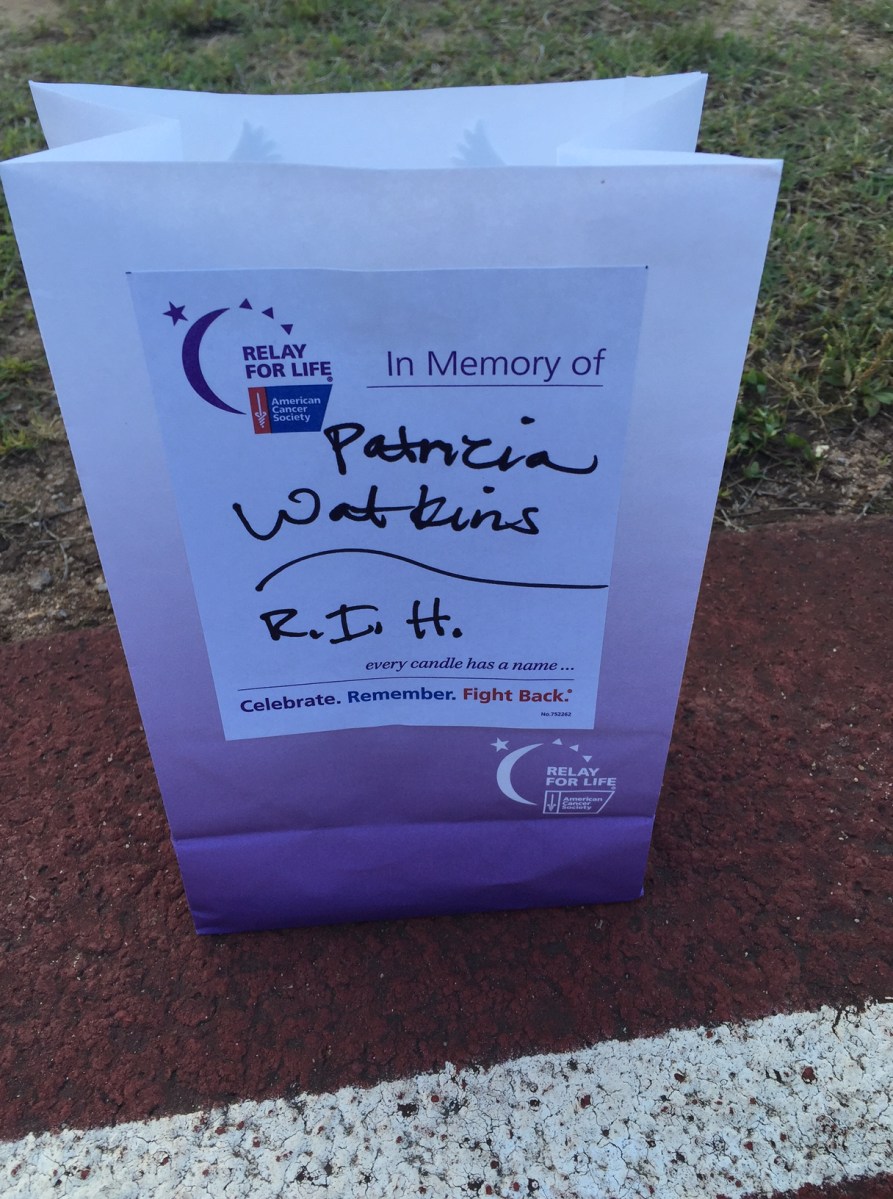 RELAY
FOR LIFE®
American
Cancer
Society
In Memory of
Patricia
Watkins
R.I.H.
every candle has a name...
Celebrate. Remember. Fight Back.®
No.752262
RELAY
FOR LIFE
American
Cancer
Society